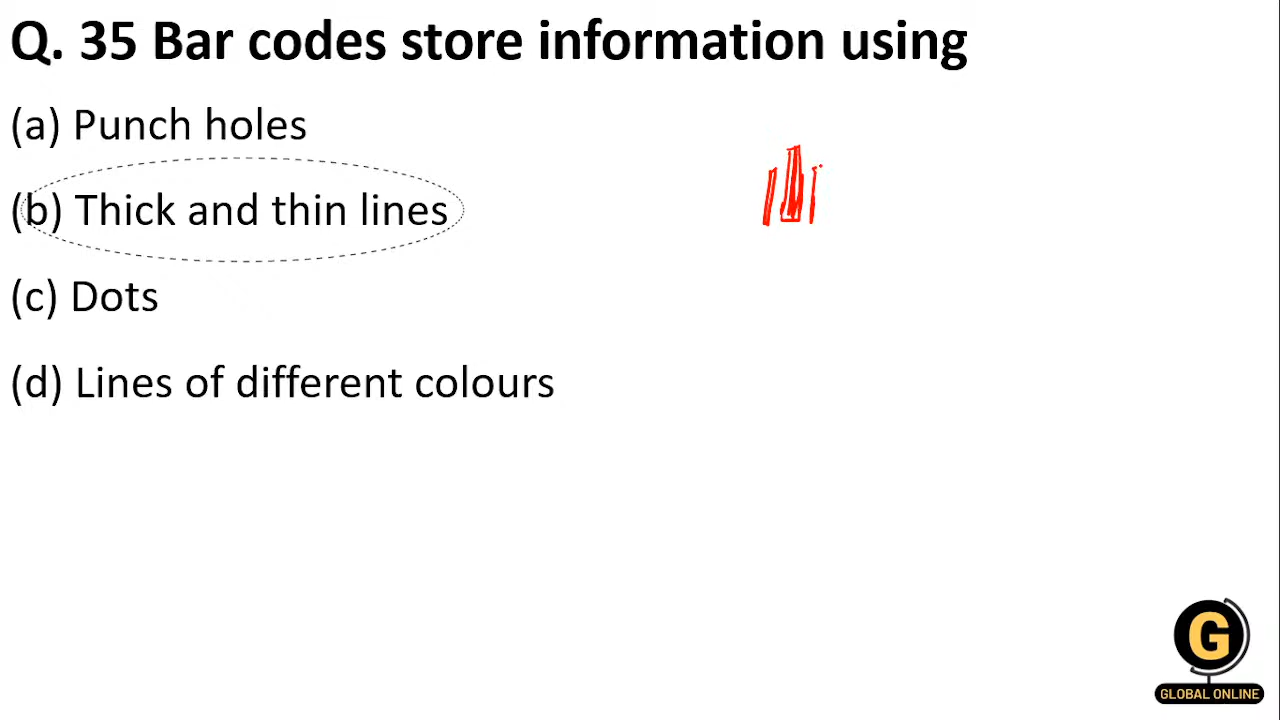 Q. 35 Bar codes store information using
(a) Punch holes
(b) Thick and thin lines
(c) Dots
(d) Lines of different colours
G
GLOBAL ONLINE